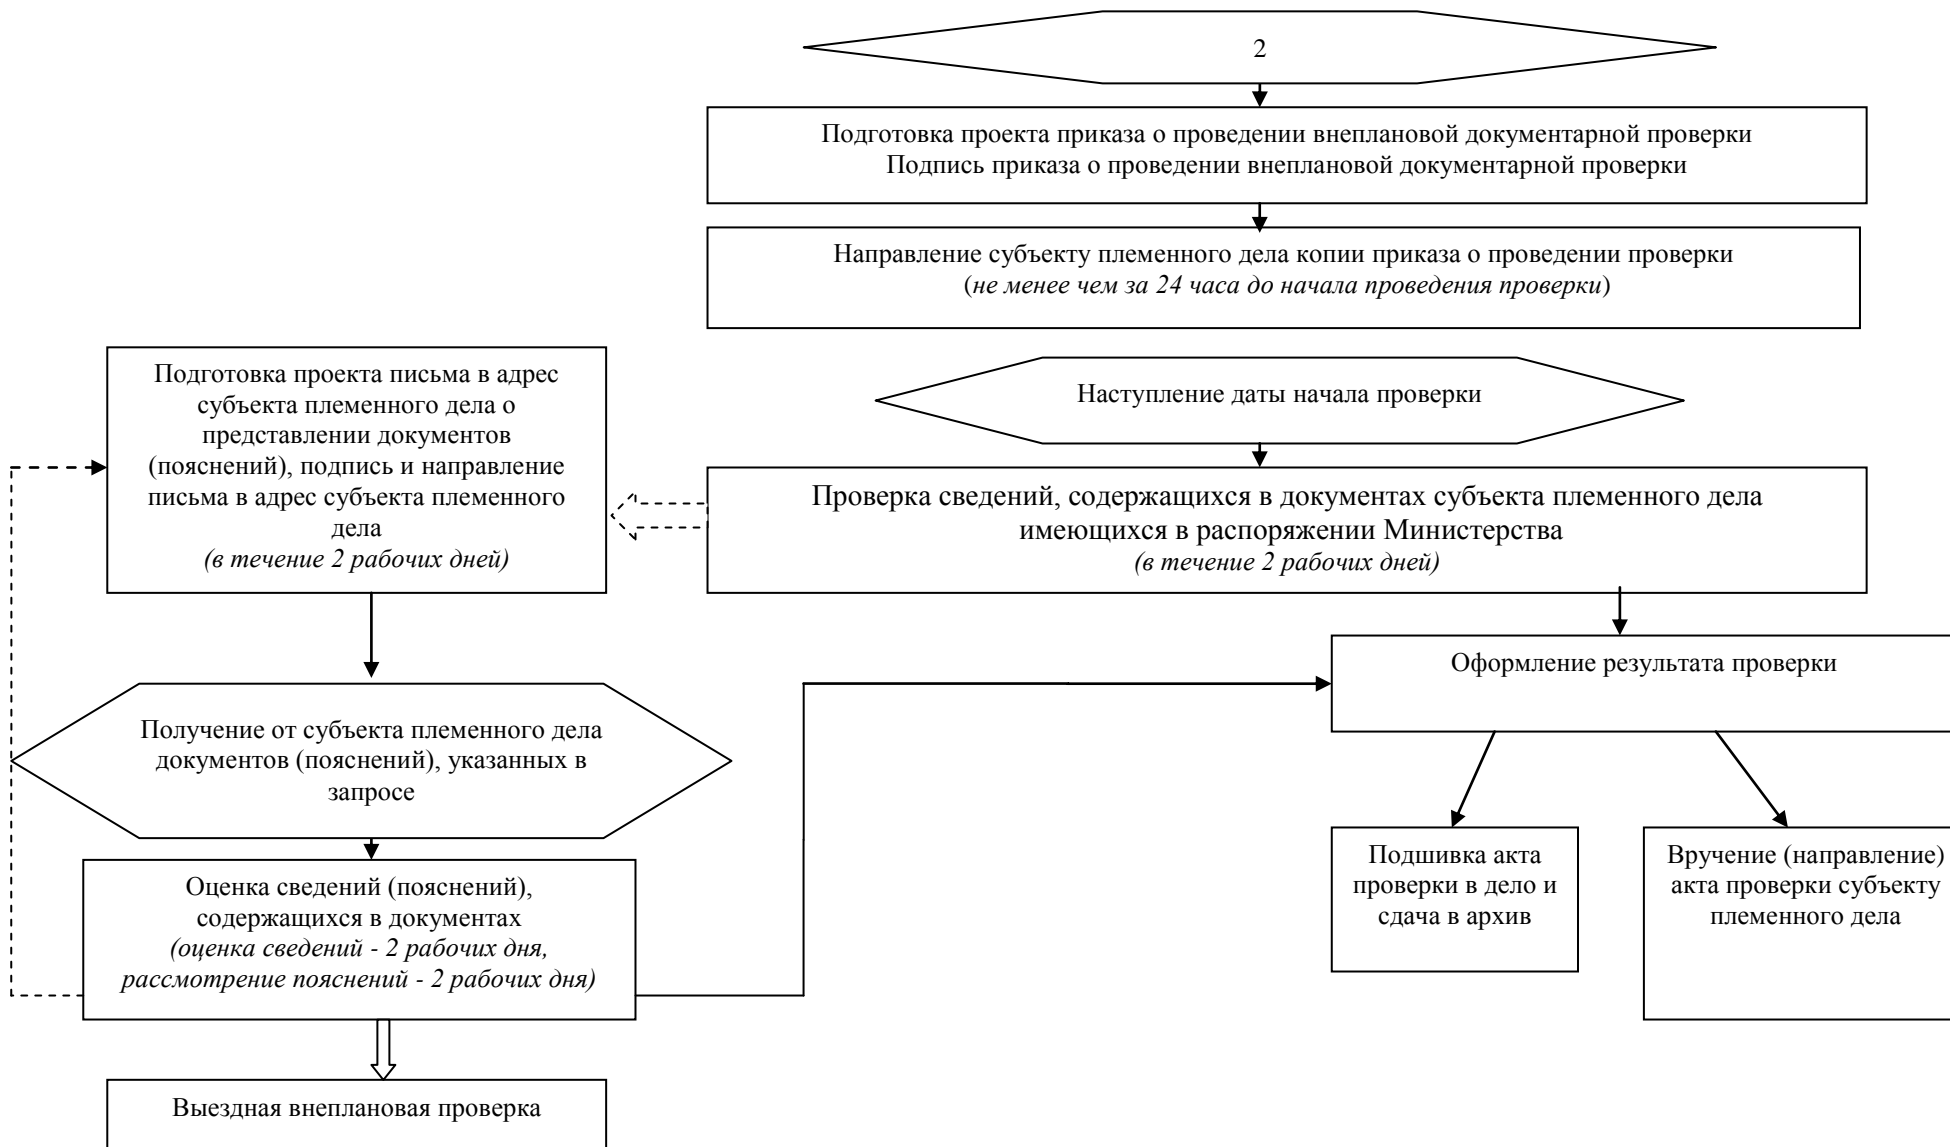 2
Подготовка проекта приказа о проведении внеплановой документарной проверки
Подпись приказа о проведении внеплановой документарной проверки
Направление субъекту племенного дела копии приказа о проведении проверки
(не менее чем за 24 часа до начала проведения проверки)
Наступление даты начала проверки
Проверка сведений, содержащихся в документах субъекта племенного дела
имеющихся в распоряжении Министерства
(в течение 2 рабочих дней)
Подготовка проекта письма в адрес
субъекта племенного дела о
представлении документов
(пояснений), подпись и направление
письма в адрес субъекта племенного
дела
(в течение 2 рабочих дней)
Получение от субъекта племенного дела
документов (пояснений), указанных в
запросе
Оценка сведений (пояснений),
содержащихся в документах
(оценка сведений - 2 рабочих дня,
рассмотрение пояснений - 2 рабочих дня)
Выездная внеплановая проверка
Оформление результата проверки
Подшивка акта
проверки в дело и
сдача в архив
Вручение (направление)
акта проверки субъекту
племенного дела